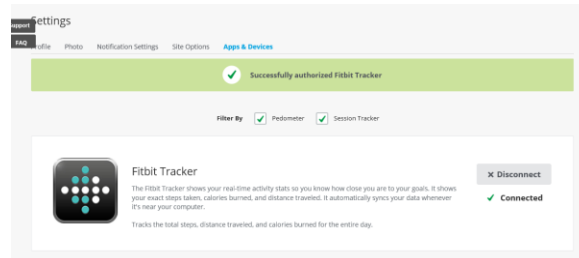 Settings
upport
FAQ
rofile Photo Notification Settings Site Options Apps & Devices
Successfully authorized Fitbit Tracker
Filter By Pedometer Session Tracker
Fitbit Tracker
The Fitbit Tracker shows your real-time activity stats so you know how close you are to your goals. It shows
your exact steps taken, calories burned, and distance traveled. It automatically syncs your data whenever
it's near your computer.
Tracks the total steps, distance traveled, and calories burned for the entire day.
× Disconnect
✓ Connected